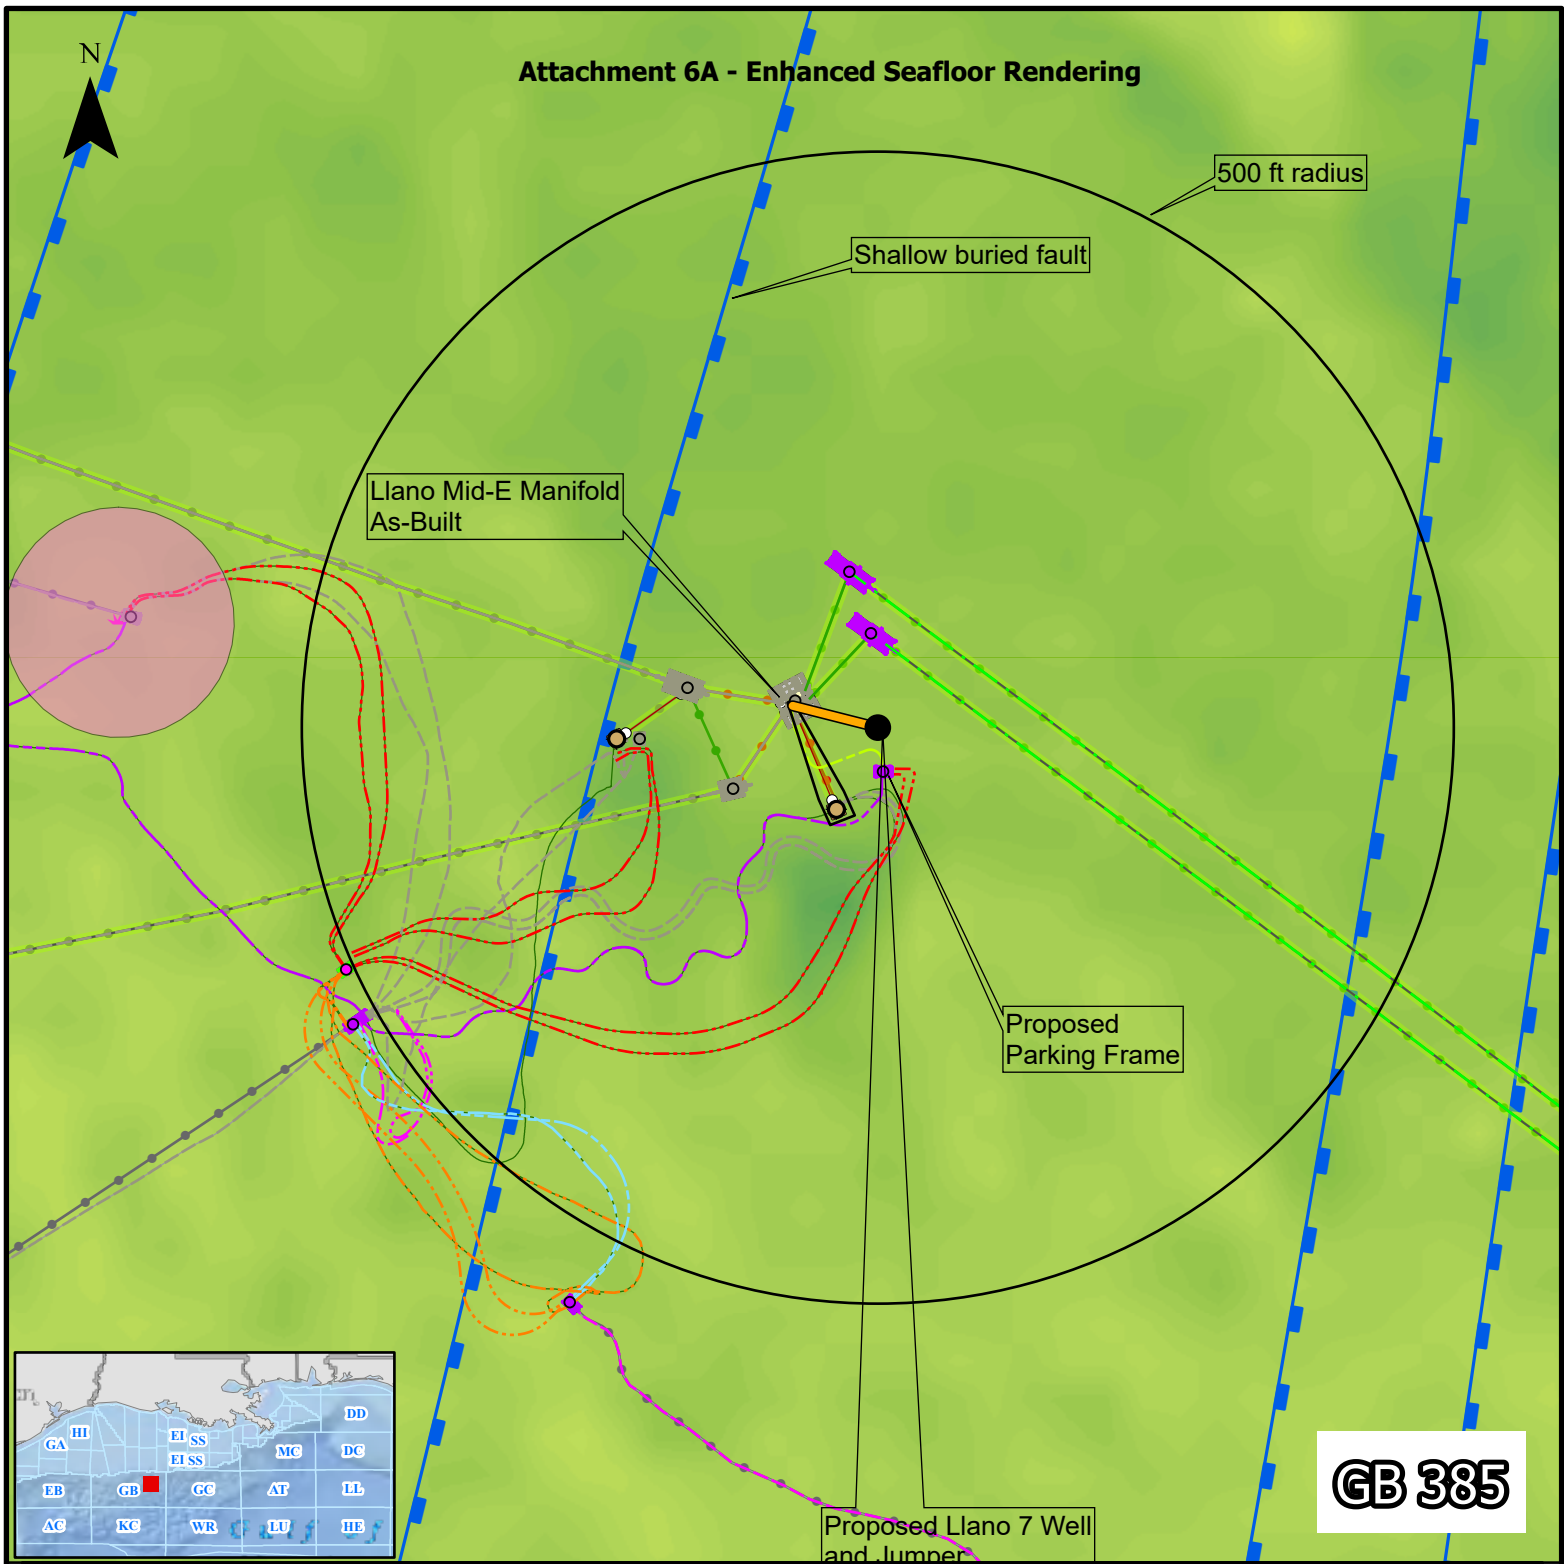 N
Attachment 6A - Enhanced Seafloor Rendering
500 ft radius
Shallow buried fault
Llano Mid-E Manifold
As-Built
Proposed
Parking Frame
Proposed Llano 7 Well
and Jumper
GB 385
DD
HI
EI
SS
GA
MC
DC
EI
SS
EB
GB
GC
AT
LL
AC
KC
WR
LU
HE